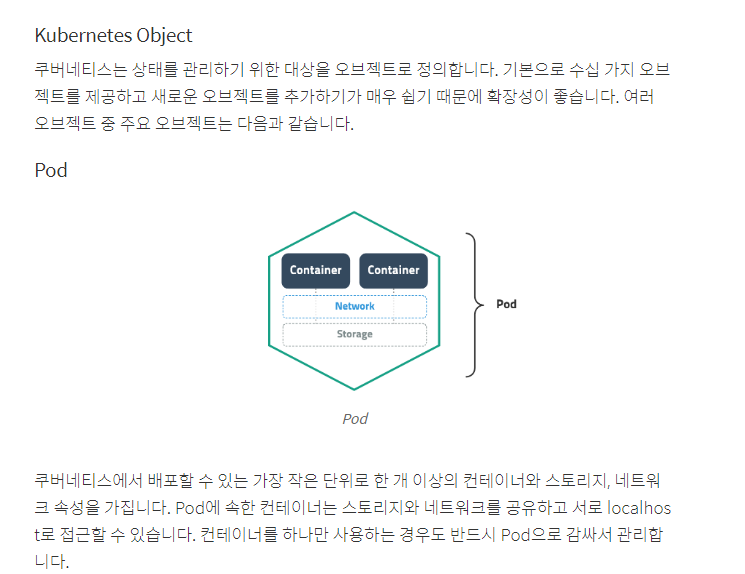 Kubernetes Object
쿠버네티스는 상태를 관리하기 위한 대상을 오브젝트로 정의합니다. 기본으로 수십 가지 오브
젝트를 제공하고 새로운 오브젝트를 추가하기가 매우 쉽기 때문에 확장성이 좋습니다. 여러
오브젝트 중 주요 오브젝트는 다음과 같습니다.
Pod
Container Container
Network
Storage
Pod
Pod
쿠버네티스에서 배포할 수 있는 가장 작은 단위로 한 개 이상의 컨테이너와 스토리지, 네트워
크 속성을 가집니다. Pod에 속한 컨테이너는 스토리지와 네트워크를 공유하고 서로 localhos
t로 접근할 수 있습니다. 컨테이너를 하나만 사용하는 경우도 반드시 Pod으로 감싸서 관리합
니다.